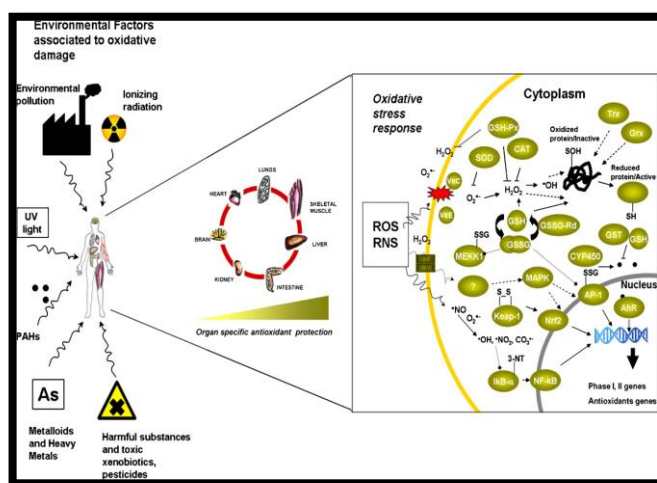 Environmental Factors
associated to oxidative
damage
Environmental
pollution
Ionizing
radiation
UV
light
PAHs
As
Metalloids
and Heavy
Metals
Harmful substances
and toxic
xenobiotics,
pesticides
LUNGS
HEART
SKELETAL
MUSCLE
BRAIN
LIVER
KIDNEY
INTESTINE
Organ specific antioxidant protection
ROS
RNS
Oxidative
stress
response
Cytoplasm
GSH-Px
CAT
SOD
H₂O₂
O₂•-
VitC
VitE
O₂•-
H₂O₂
•OH
Oxidized
protein/Inactive
SOH
Trx
Grx
Reduced
protein/Active
SH
GSH
GSSG-Rd
GSSG
SSG
MEKK1
H₂O₂
GST
GSH
CYP450
SSG
?
MAPK
AP-1
Nucleus
AhR
S S
Keap-1
Nrf2
•NO
O₂•-
•OH, •NO₂, CO₃•-
3-NT
IkB-α
NF-kB
Phase I, II genes
Antioxidants genes